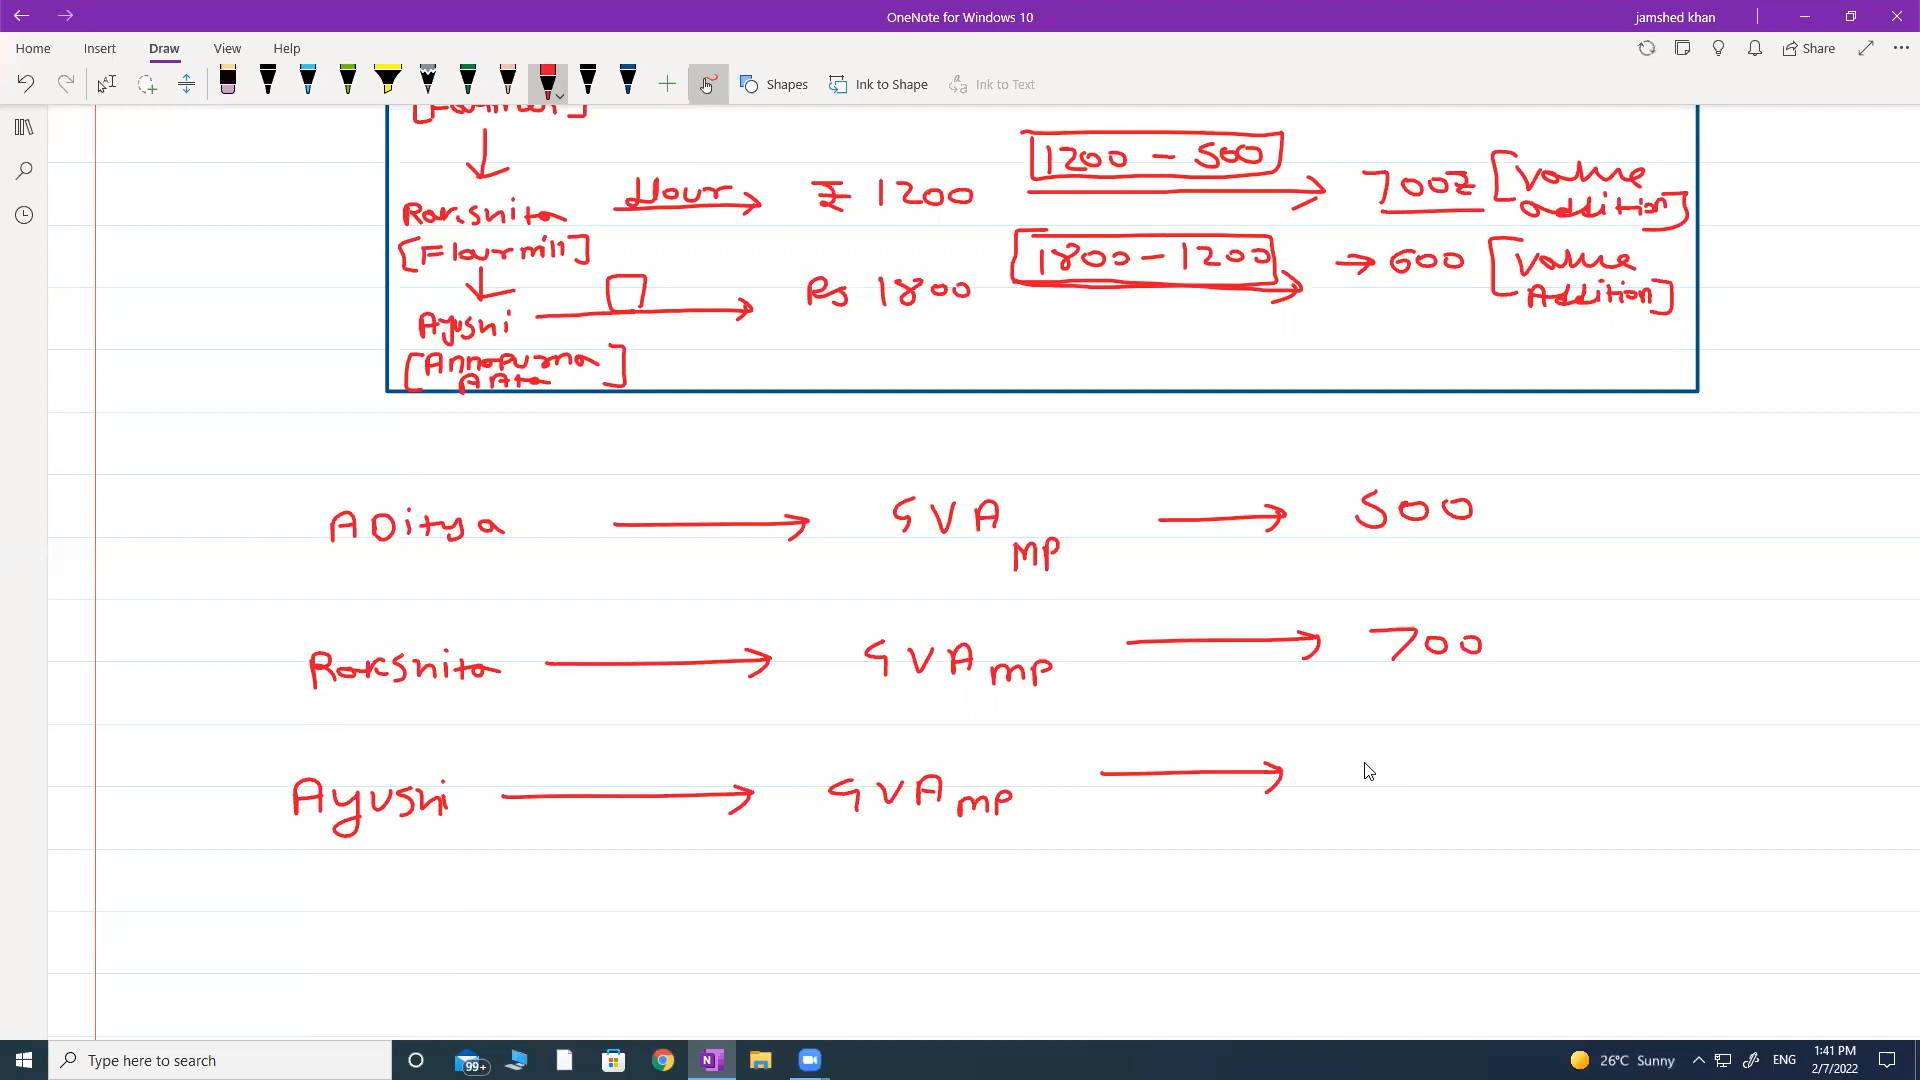 OneNote for Windows 10
jamshed khan
Home Insert Draw View Help
Share
Shapes
Ink to Shape
Ink to Text
[Farmer]
1200 - 500
Rakshita flour ₹ 1200 700₹ [Value addition]
[Flour mill]
1800 - 1200
Ayushi Rs 1800 600 [Value Addition]
[Annapurna AAta]
ADitya GVA MP 500
Rakshita GVA MP 700
Ayushi GVA MP
Type here to search
99+
26°C Sunny
ENG
1:41 PM
2/7/2022